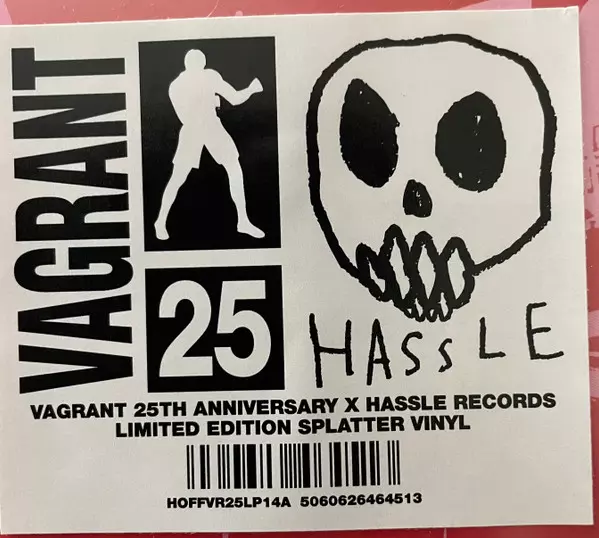 VAGRANT
25
HASSLE
VAGRANT 25TH ANNIVERSARY X HASSLE RECORDS
LIMITED EDITION SPLATTER VINYL
HOFFVR25LP14A 5060626464513